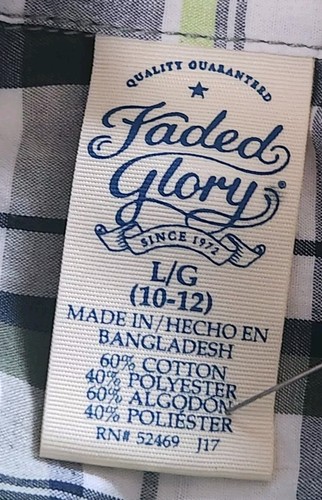 QUALITY GUARANTEED
Faded
Glory®
SINCE 1972
L/G
(10-12)
MADE IN/HECHO EN
BANGLADESH
60% COTTON
40% POLYESTER
60% ALGODON
40% POLIÉSTER
RN# 52469 J17